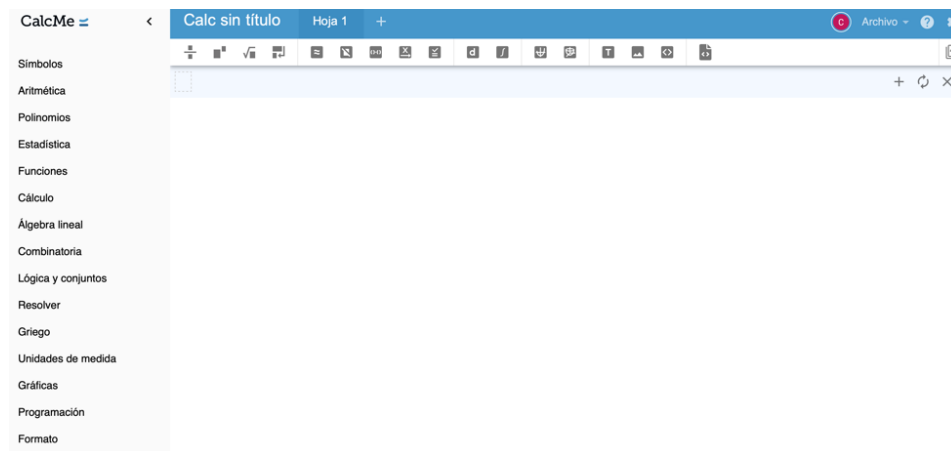 CalcMe
Calc sin título
Hoja 1
C
Archivo
Símbolos
Aritmética
Polinomios
Estadística
Funciones
Cálculo
Álgebra lineal
Combinatoria
Lógica y conjuntos
Resolver
Griego
Unidades de medida
Gráficas
Programación
Formato